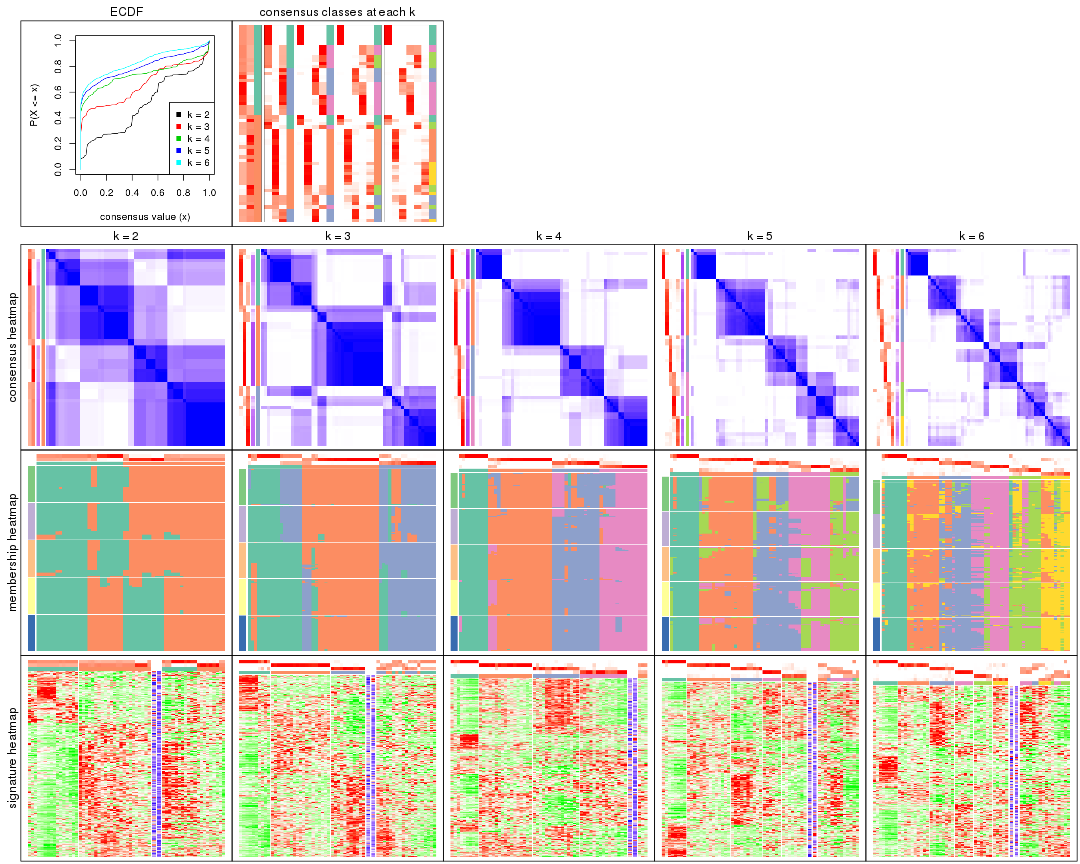 ECDF
consensus classes at each k
P(X <= x)
0.0 0.2 0.4 0.6 0.8 1.0
k = 2
k = 3
k = 4
k = 5
k = 6
0.0 0.2 0.4 0.6 0.8 1.0
consensus value (x)
k = 2 k = 3 k = 4 k = 5 k = 6
consensus heatmap
membership heatmap
signature heatmap